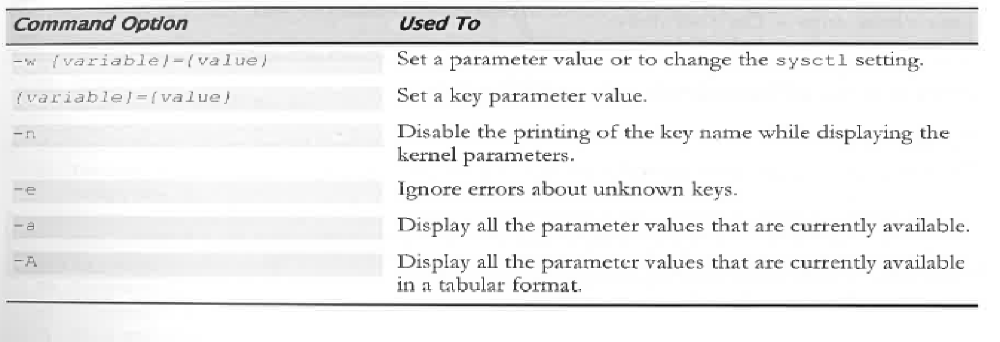 Command Option Used To
-w {variable}={value} Set a parameter value or to change the sysctl setting.
{variable}={value} Set a key parameter value.
-n Disable the printing of the key name while displaying the
kernel parameters.
-e Ignore errors about unknown keys.
-a Display all the parameter values that are currently available.
-A Display all the parameter values that are currently available
in a tabular format.